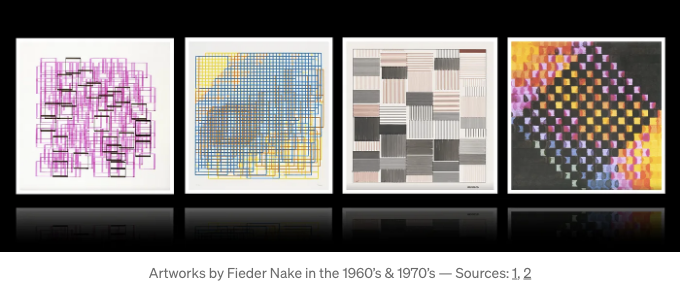 Artworks by Fieder Nake in the 1960’s & 1970’s — Sources: 1, 2